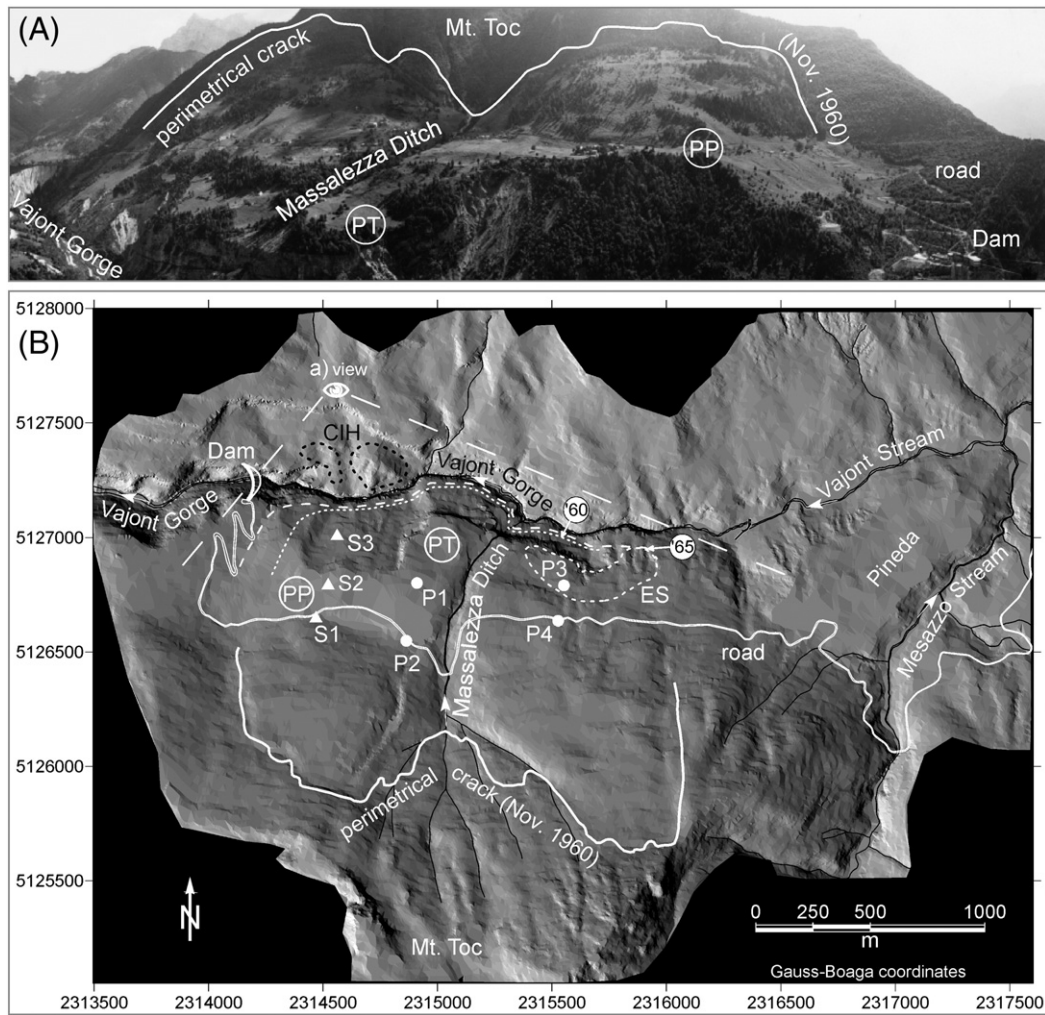 (A)
Mt. Toc
perimetrical crack
(Nov. 1960)
Massalezza Ditch
PP
PT
road
Dam
Vajont Gorge
(B)
5128000
5127500
5127000
5126500
5126000
5125500
a) view
CIH
Dam
Vajont Gorge
Vajont Gorge
Vajont Stream
'60
'65
S3
PT
P3
Pineda
PP
S2
P1
ES
Mesazzo Stream
S1
P2
P4
road
Massalezza Ditch
perimetrical
crack (Nov. 1960)
N
Mt. Toc
0 250 500 1000
m
Gauss-Boaga coordinates
2313500 2314000 2314500 2315000 2315500 2316000 2316500 2317000 2317500